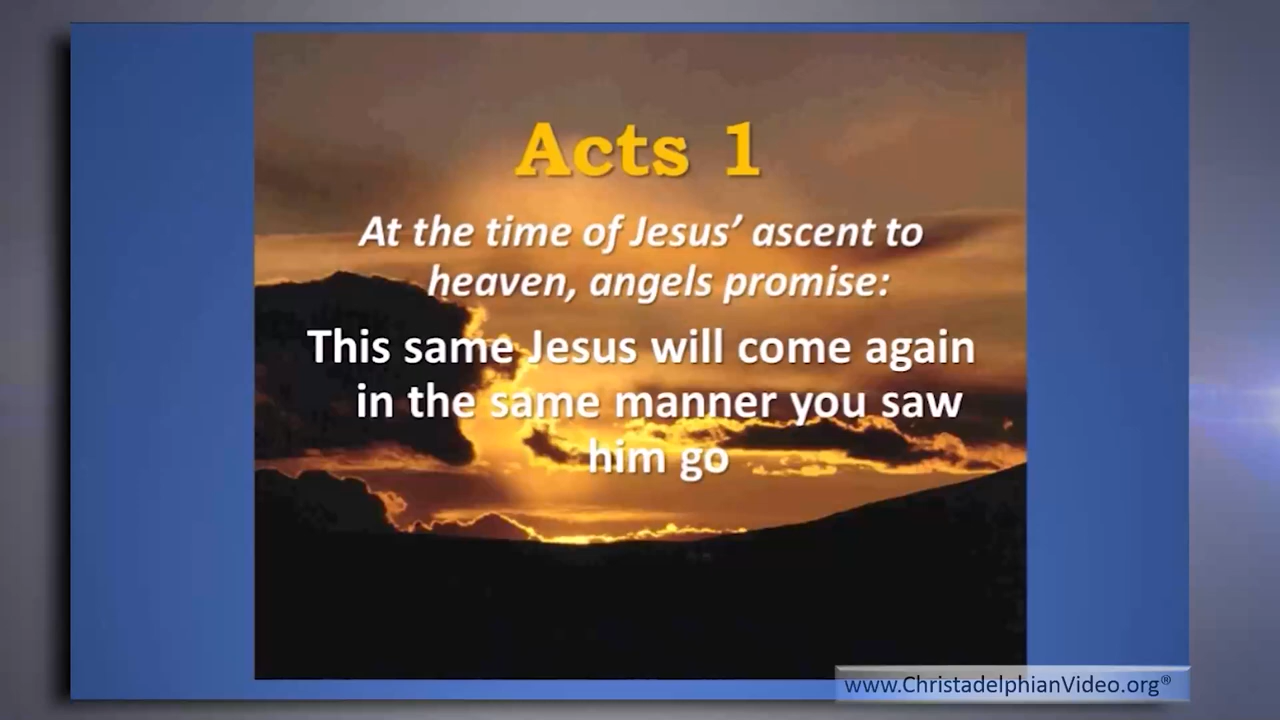 Acts 1
At the time of Jesus’ ascent to
heaven, angels promise:
This same Jesus will come again
in the same manner you saw
him go
www.ChristadelphianVideo.org®